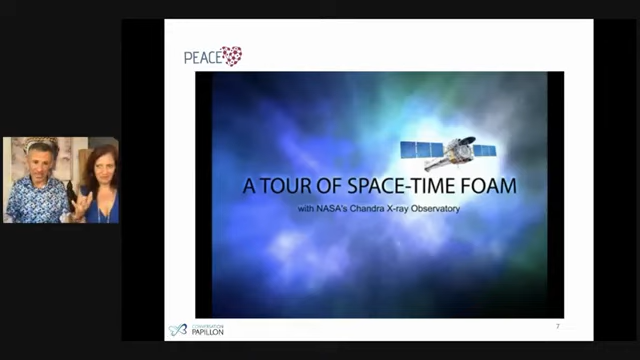 PEACE
A TOUR OF SPACE-TIME FOAM
with NASA's Chandra X-ray Observatory
PAPILLON
7